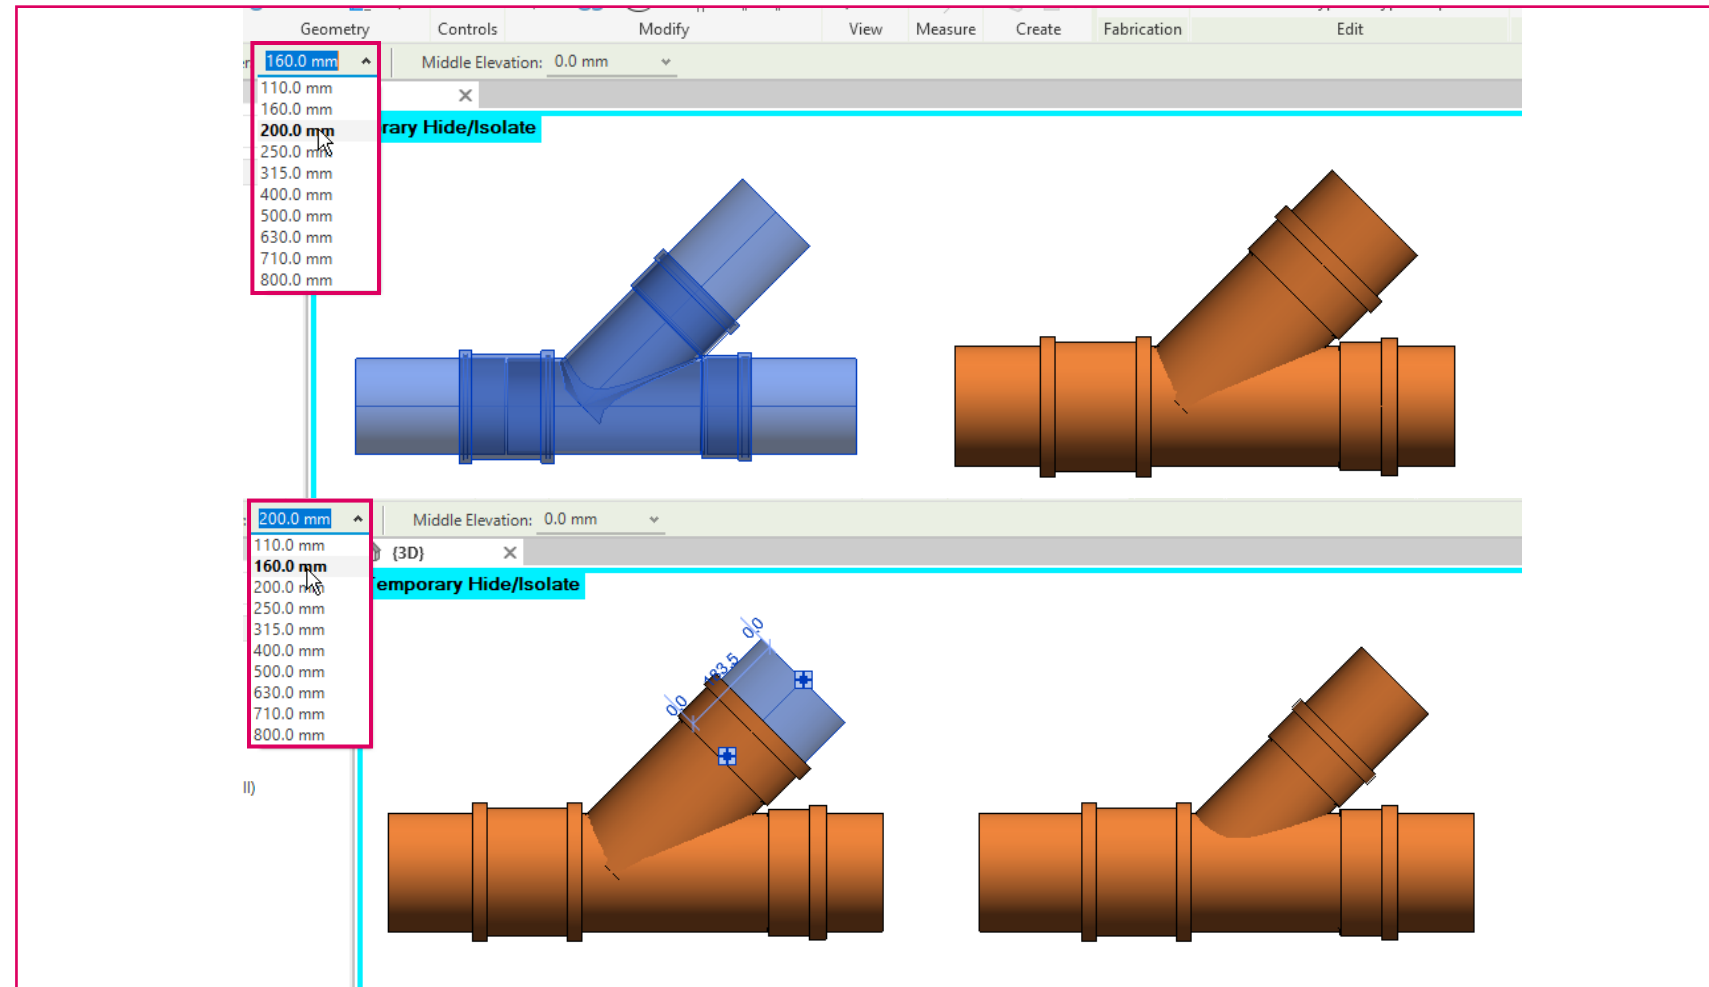 Geometry Controls Modify View Measure Create Fabrication Edit
160.0 mm Middle Elevation: 0.0 mm
110.0 mm
160.0 mm
200.0 mm
rary Hide/Isolate
250.0 mm
315.0 mm
400.0 mm
500.0 mm
630.0 mm
710.0 mm
800.0 mm
200.0 mm Middle Elevation: 0.0 mm
110.0 mm
{3D}
160.0 mm
200.0 mm
emporary Hide/Isolate
250.0 mm
315.0 mm
400.0 mm
500.0 mm
630.0 mm
710.0 mm
800.0 mm
0.0
83.5
0.0
ll)